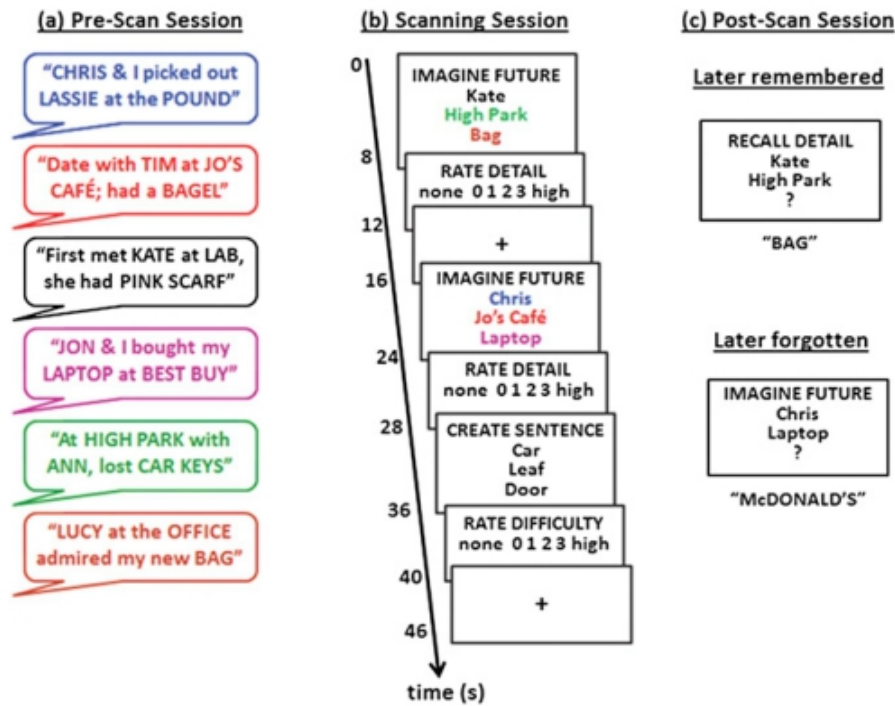 (a) Pre-Scan Session
"CHRIS & I picked out
LASSIE at the POUND"
"Date with TIM at JO'S
CAFÉ; had a BAGEL"
"First met KATE at LAB,
she had PINK SCARF"
"JON & I bought my
LAPTOP at BEST BUY"
"At HIGH PARK with
ANN, lost CAR KEYS"
"LUCY at the OFFICE
admired my new BAG"
(b) Scanning Session
0
IMAGINE FUTURE
Kate
High Park
Bag
8
RATE DETAIL
none 0 1 2 3 high
12
+
16
IMAGINE FUTURE
Chris
Jo's Café
Laptop
24
RATE DETAIL
none 0 1 2 3 high
28
CREATE SENTENCE
Car
Leaf
Door
36
RATE DIFFICULTY
none 0 1 2 3 high
40
+
46
time (s)
(c) Post-Scan Session
Later remembered
RECALL DETAIL
Kate
High Park
?
"BAG"
Later forgotten
IMAGINE FUTURE
Chris
Laptop
?
"McDONALD'S"